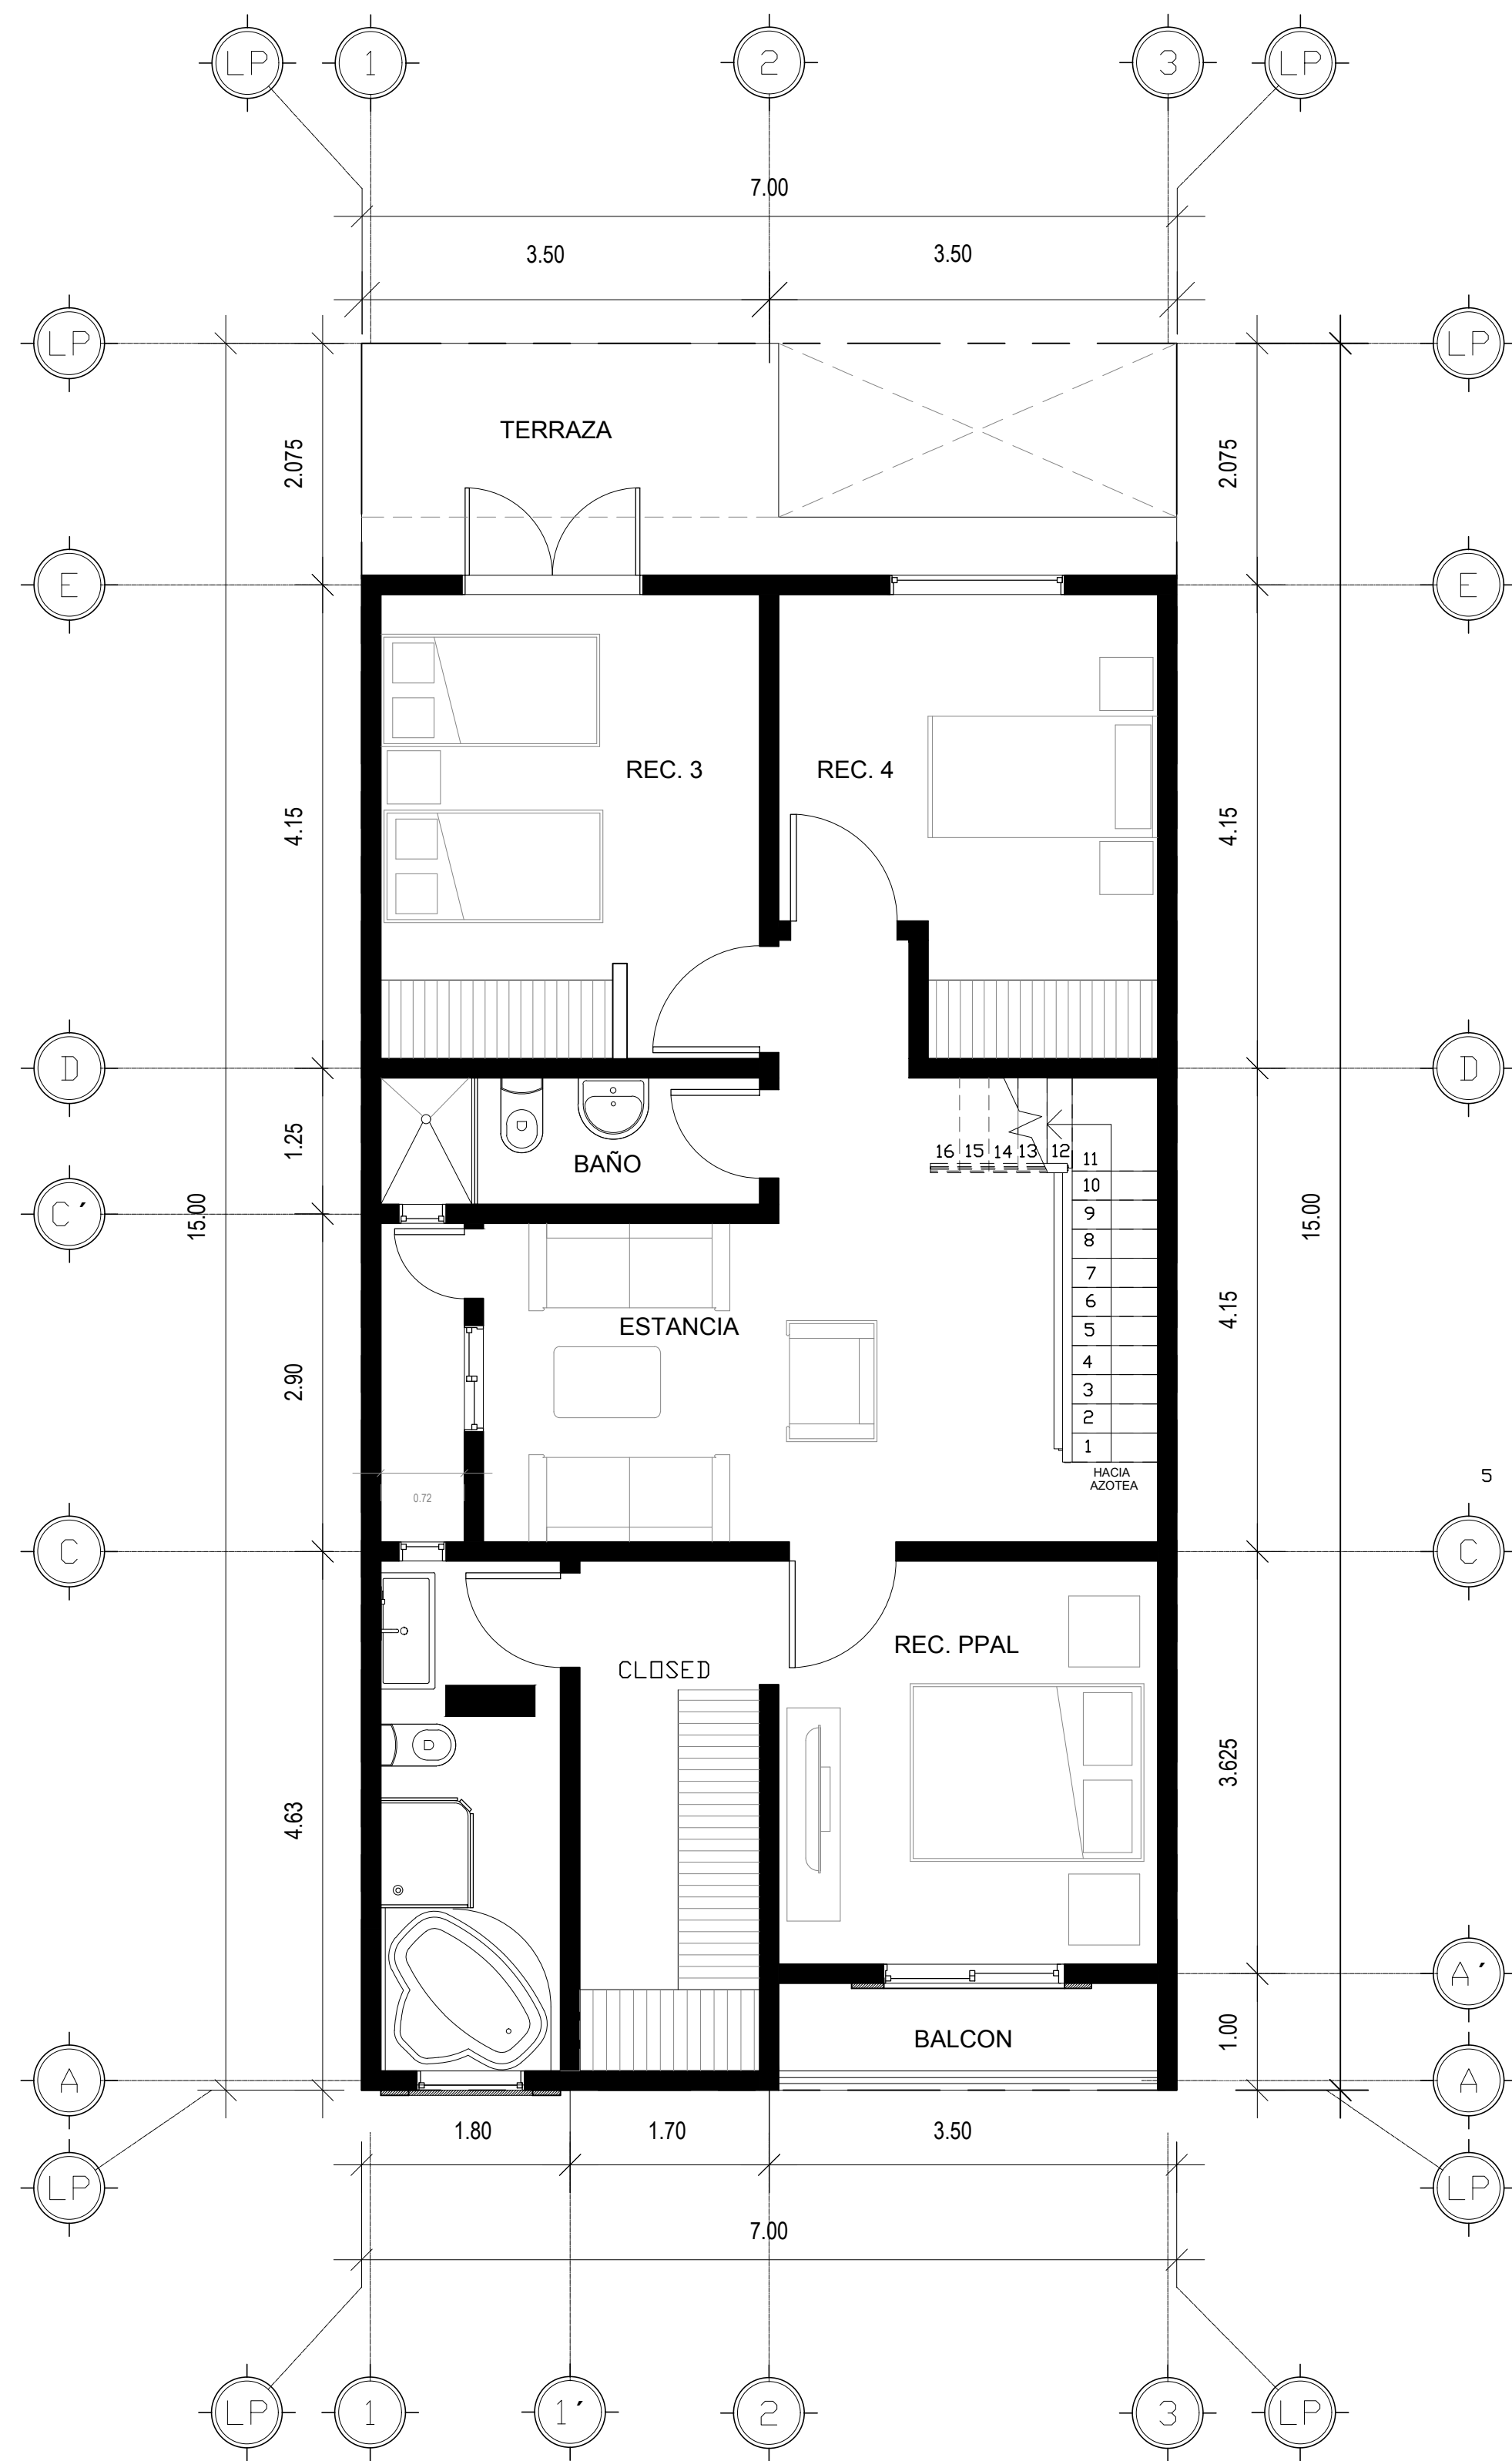 LP 1 2 3 LP
7.00
3.50 3.50
LP LP
TERRAZA
2.075 2.075
E E
REC. 3 REC. 4
4.15 4.15
D D
1.25
BAÑO
16 15 14 13 12 11
10
C´
15.00 15.00
9
8
7
6
5
4
3
2
1
ESTANCIA
4.15
2.90
HACIA
AZOTEA
0.72
5
C C
REC. PPAL
CLOSED
3.625
4.63
A´
1.00
BALCON
A A
1.80 1.70 3.50
LP LP
7.00
LP 1 1´ 2 3 LP